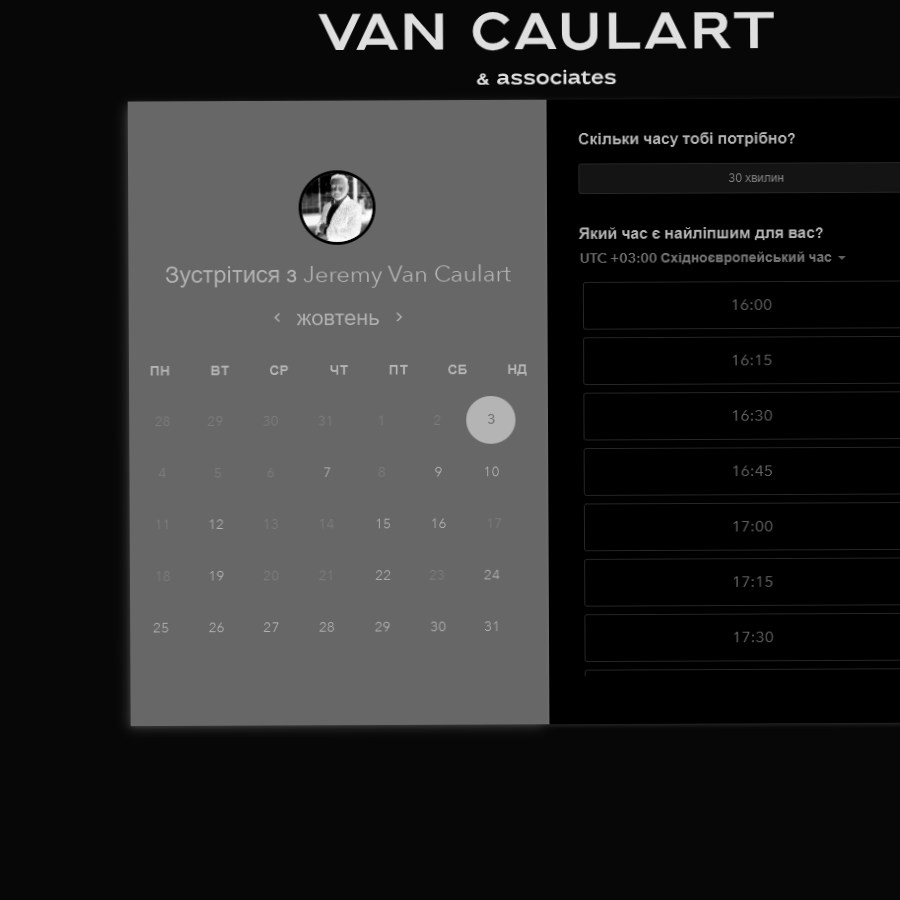 VAN CAULART
& associates
Зустрітися з Jeremy Van Caulart
жовтень
ПН ВТ СР ЧТ ПТ СБ НД
28 29 30 31 1 2 3
4 5 6 7 8 9 10
11 12 13 14 15 16 17
18 19 20 21 22 23 24
25 26 27 28 29 30 31
Скільки часу тобі потрібно?
30 хвилин
Який час є найліпшим для вас?
UTC +03:00 Східноєвропейський час
16:00
16:15
16:30
16:45
17:00
17:15
17:30